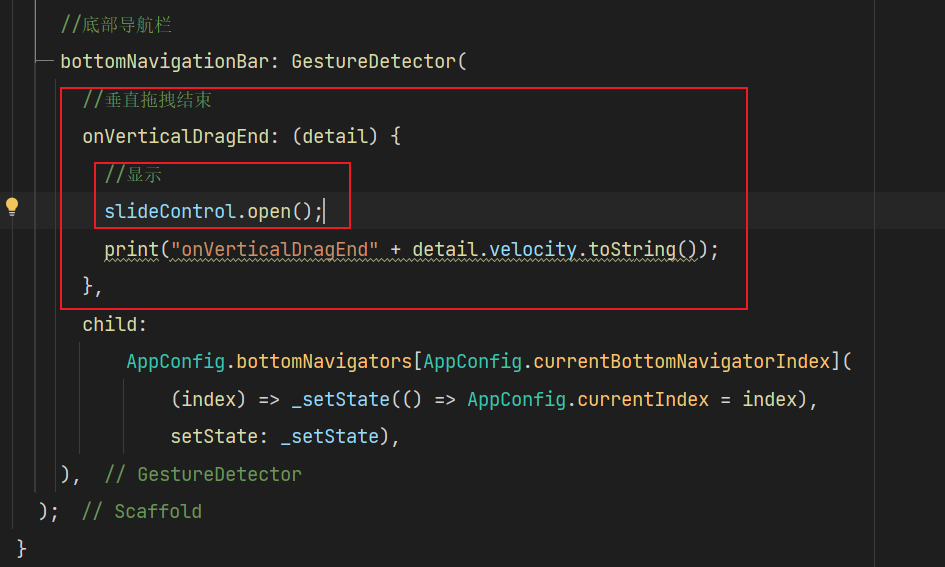 //底部导航栏
bottomNavigationBar: GestureDetector(
//垂直拖拽结束
onVerticalDragEnd: (detail) {
//显示
slideControl.open();
print("onVerticalDragEnd" + detail.velocity.toString());
},
child:
AppConfig.bottomNavigators[AppConfig.currentBottomNavigatorIndex](
(index) => _setState(() => AppConfig.currentIndex = index),
setState: _setState),
), // GestureDetector
); // Scaffold
}